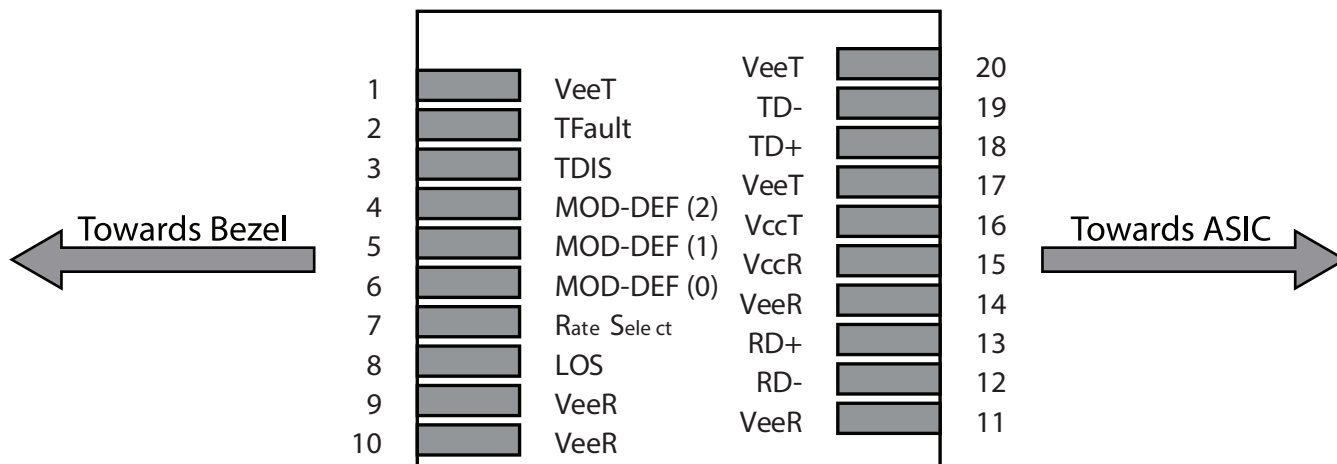 1 VeeT
2 TFault
3 TDIS
4 MOD-DEF (2)
5 MOD-DEF (1)
6 MOD-DEF (0)
7 Rate Select
8 LOS
9 VeeR
10 VeeR
VeeT 20
TD- 19
TD+ 18
VeeT 17
VccT 16
VccR 15
VeeR 14
RD+ 13
RD- 12
VeeR 11
Towards Bezel
Towards ASIC